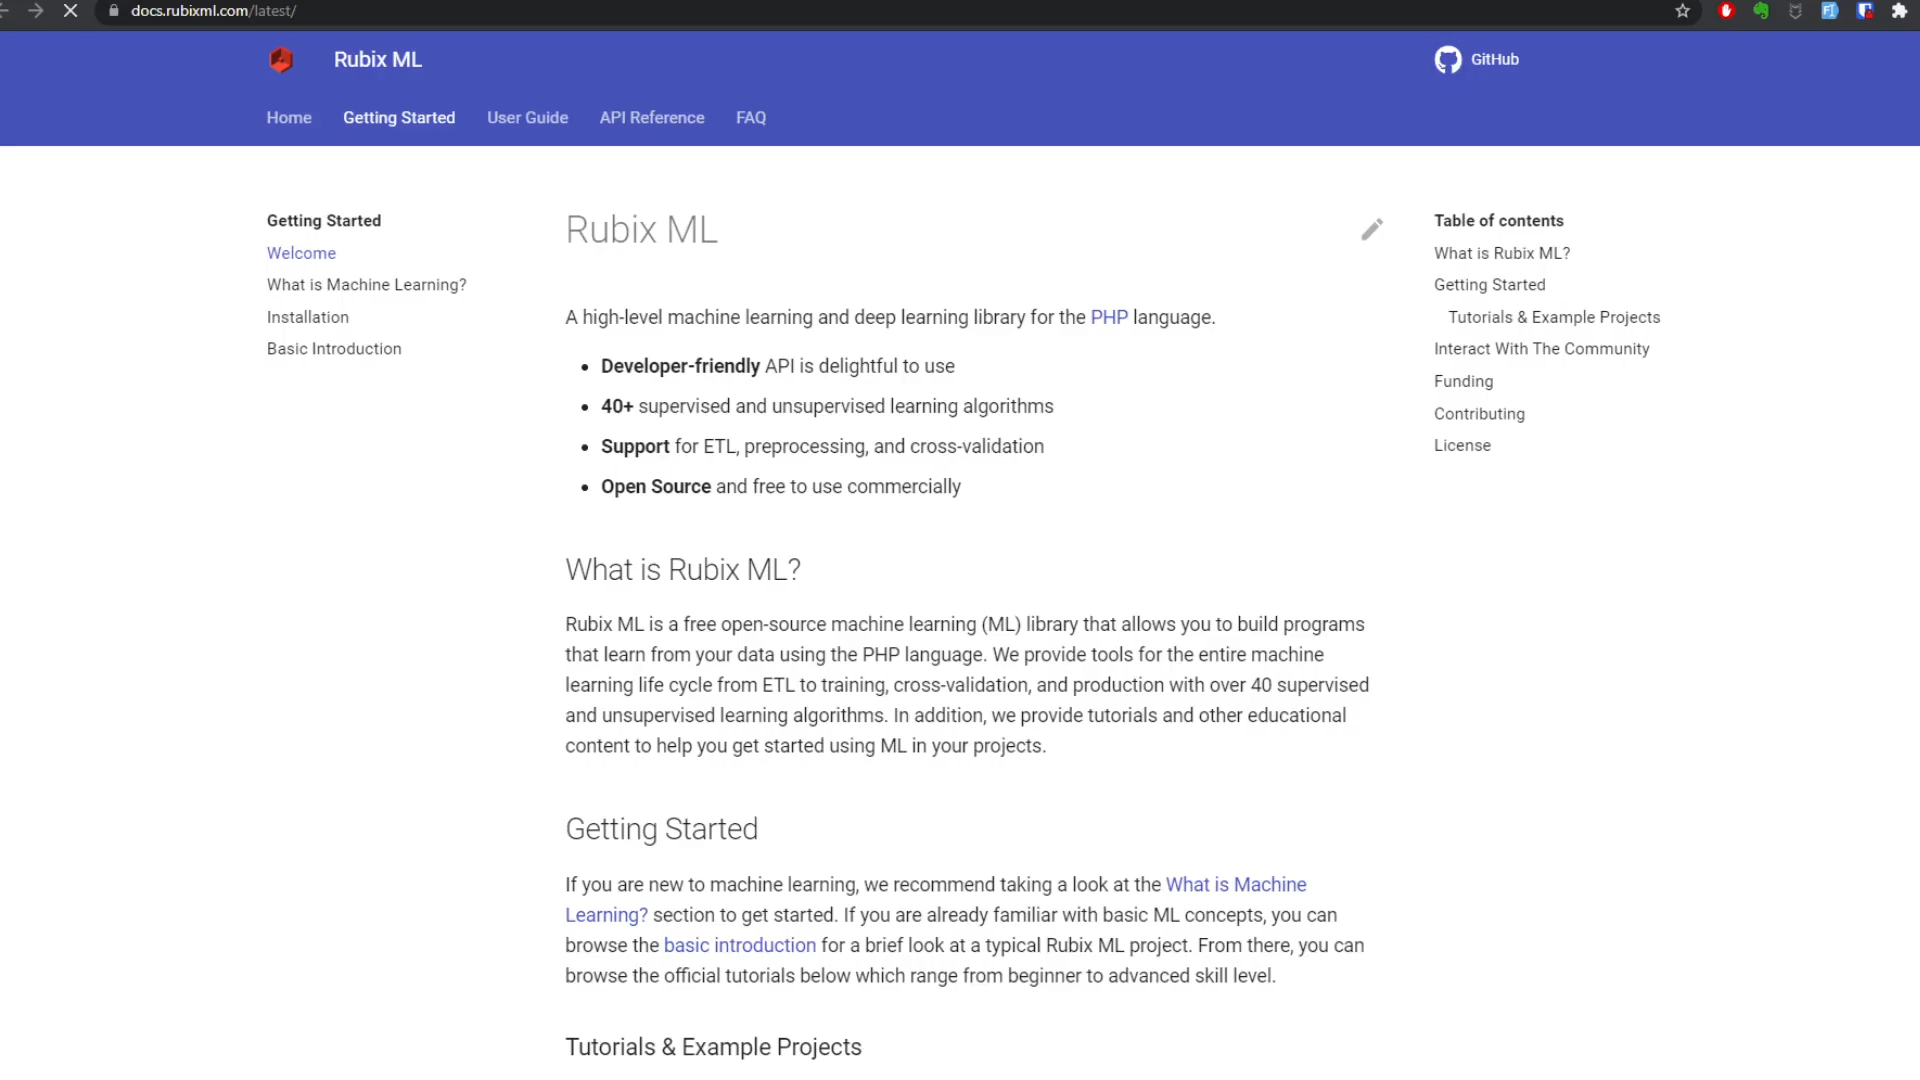 docs.rubixml.com/latest/
Rubix ML
GitHub
Home Getting Started User Guide API Reference FAQ
Getting Started
Welcome
What is Machine Learning?
Installation
Basic Introduction
Rubix ML
A high-level machine learning and deep learning library for the PHP language.
• Developer-friendly API is delightful to use
• 40+ supervised and unsupervised learning algorithms
• Support for ETL, preprocessing, and cross-validation
• Open Source and free to use commercially
What is Rubix ML?
Rubix ML is a free open-source machine learning (ML) library that allows you to build programs
that learn from your data using the PHP language. We provide tools for the entire machine
learning life cycle from ETL to training, cross-validation, and production with over 40 supervised
and unsupervised learning algorithms. In addition, we provide tutorials and other educational
content to help you get started using ML in your projects.
Getting Started
If you are new to machine learning, we recommend taking a look at the What is Machine
Learning? section to get started. If you are already familiar with basic ML concepts, you can
browse the basic introduction for a brief look at a typical Rubix ML project. From there, you can
browse the official tutorials below which range from beginner to advanced skill level.
Tutorials & Example Projects
Table of contents
What is Rubix ML?
Getting Started
Tutorials & Example Projects
Interact With The Community
Funding
Contributing
License